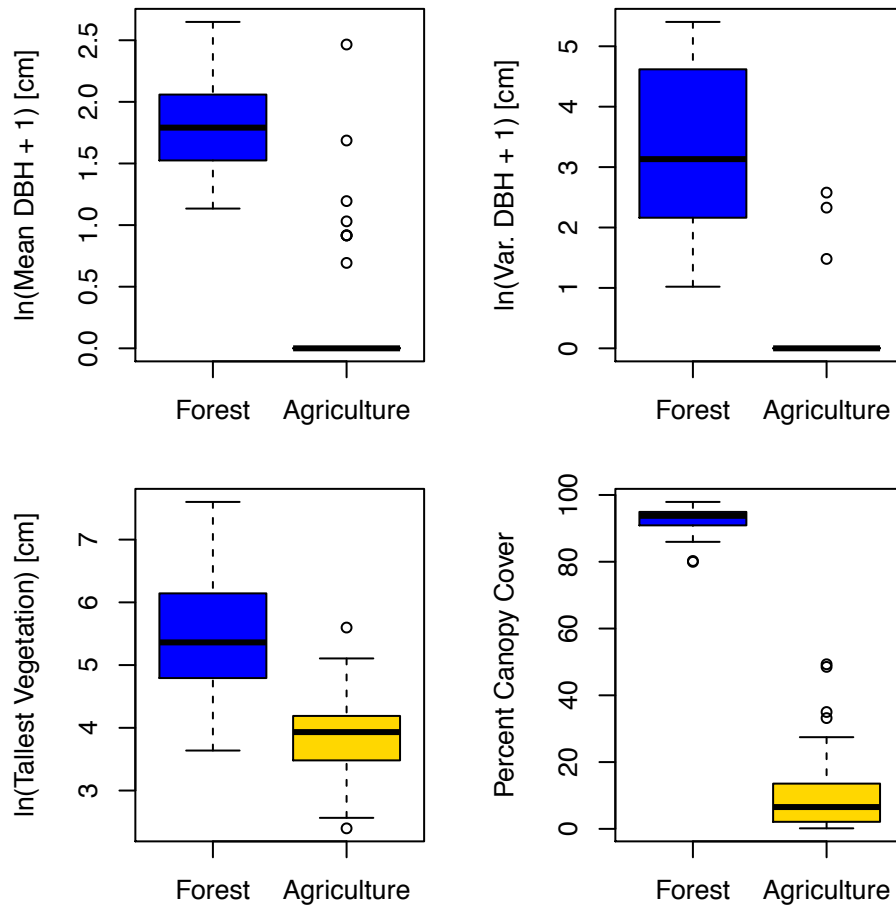 ln(Mean DBH + 1) [cm]
0.0 0.5 1.0 1.5 2.0 2.5
Forest Agriculture
ln(Var. DBH + 1) [cm]
0 1 2 3 4 5
Forest Agriculture
ln(Tallest Vegetation) [cm]
3 4 5 6 7
Forest Agriculture
Percent Canopy Cover
0 20 40 60 80 100
Forest Agriculture